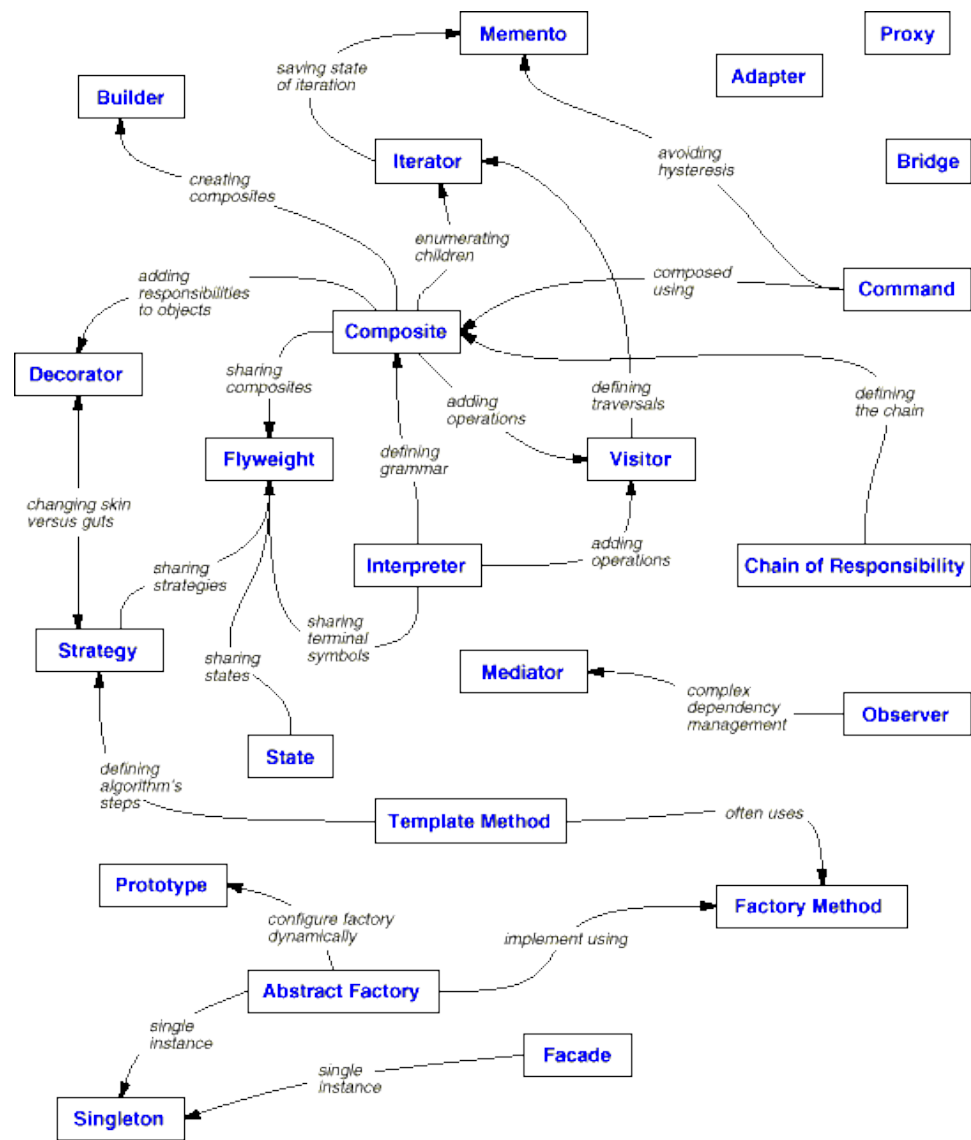 Memento
Proxy
Adapter
saving state
of iteration
Builder
avoiding
hysteresis
Bridge
Iterator
creating
composites
enumerating
children
adding
responsibilities
to objects
composed
using
Command
Composite
Decorator
sharing
composites
adding
operations
defining
traversals
defining
the chain
Flyweight
defining
grammar
Visitor
changing skin
versus guts
sharing
strategies
Interpreter
adding
operations
Chain of Responsibility
sharing
terminal
symbols
Strategy
sharing
states
Mediator
complex
dependency
management
Observer
State
defining
algorithm's
steps
Template Method
often uses
Prototype
Factory Method
configure factory
dynamically
implement using
Abstract Factory
single
instance
Facade
single
instance
Singleton